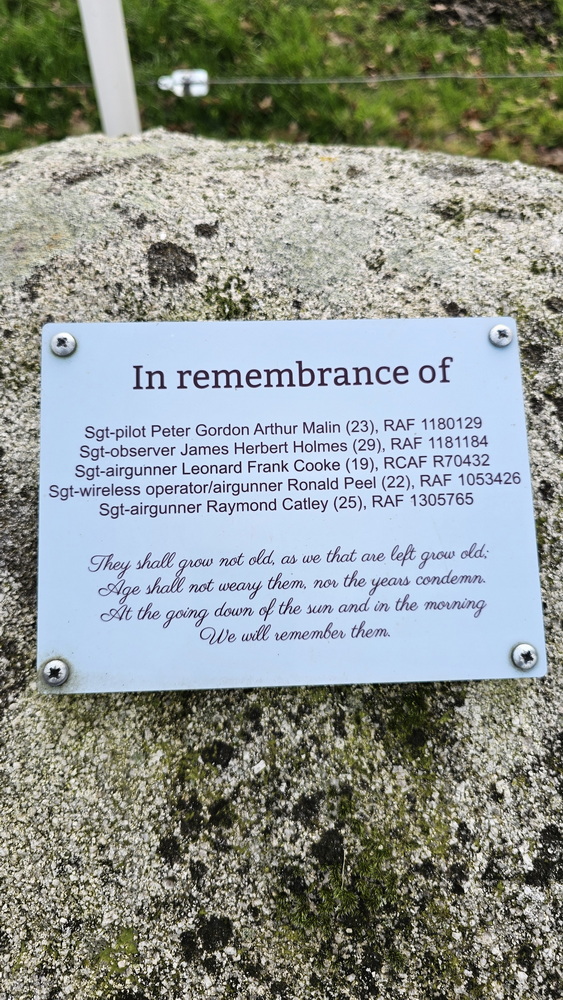 In remembrance of
Sgt-pilot Peter Gordon Arthur Malin (23), RAF 1180129
Sgt-observer James Herbert Holmes (29), RAF 1181184
Sgt-airgunner Leonard Frank Cooke (19), RCAF R70432
Sgt-wireless operator/airgunner Ronald Peel (22), RAF 1053426
Sgt-airgunner Raymond Catley (25), RAF 1305765
They shall grow not old, as we that are left grow old:
Age shall not weary them, nor the years condemn.
At the going down of the sun and in the morning
We will remember them.